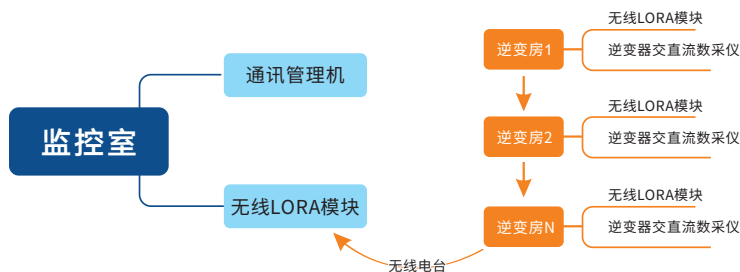 监控室
通讯管理机
无线LORA模块
逆变房1
无线LORA模块
逆变器交直流数采仪
逆变房2
无线LORA模块
逆变器交直流数采仪
逆变房N
无线LORA模块
逆变器交直流数采仪
无线电台